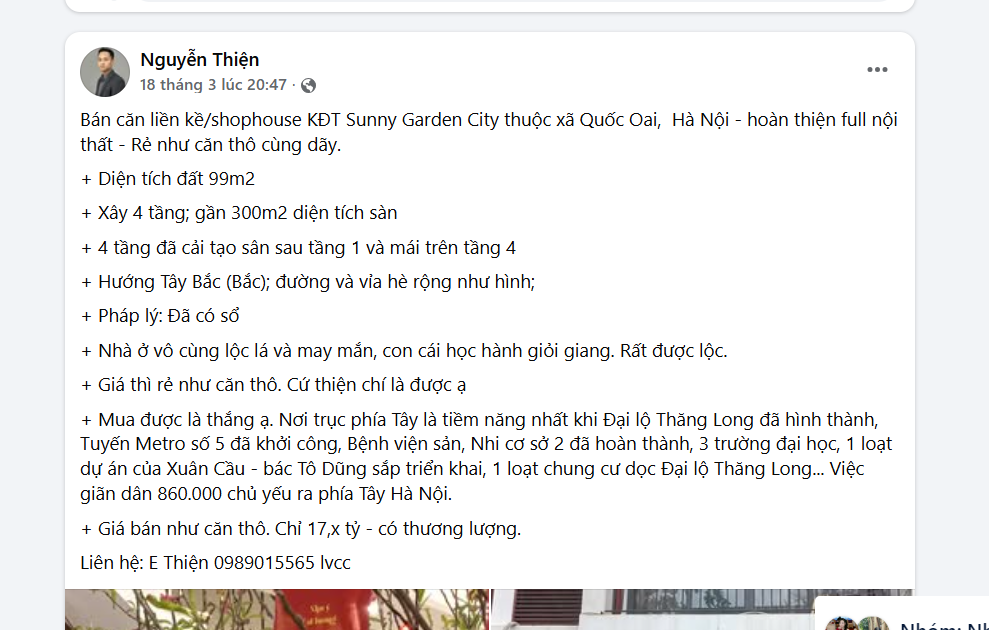 Nguyễn Thiện
18 tháng 3 lúc 20:47 ·
Bán căn liền kề/shophouse KĐT Sunny Garden City thuộc xã Quốc Oai, Hà Nội - hoàn thiện full nội
thất - Rẻ như căn thô cùng dãy.
+ Diện tích đất 99m2
+ Xây 4 tầng; gần 300m2 diện tích sàn
+ 4 tầng đã cải tạo sân sau tầng 1 và mái trên tầng 4
+ Hướng Tây Bắc (Bắc); đường và vỉa hè rộng như hình;
+ Pháp lý: Đã có sổ
+ Nhà ở vô cùng lộc lá và may mắn, con cái học hành giỏi giang. Rất được lộc.
+ Giá thì rẻ như căn thô. Cứ thiện chí là được ạ
+ Mua được là thắng ạ. Nơi trục phía Tây là tiềm năng nhất khi Đại lộ Thăng Long đã hình thành,
Tuyến Metro số 5 đã khởi công, Bệnh viện sản, Nhi cơ sở 2 đã hoàn thành, 3 trường đại học, 1 loạt
dự án của Xuân Cầu - bác Tô Dũng sắp triển khai, 1 loạt chung cư dọc Đại lộ Thăng Long... Việc
giãn dân 860.000 chủ yếu ra phía Tây Hà Nội.
+ Giá bán như căn thô. Chỉ 17,x tỷ - có thương lượng.
Liên hệ: E Thiện 0989015565 lvcc